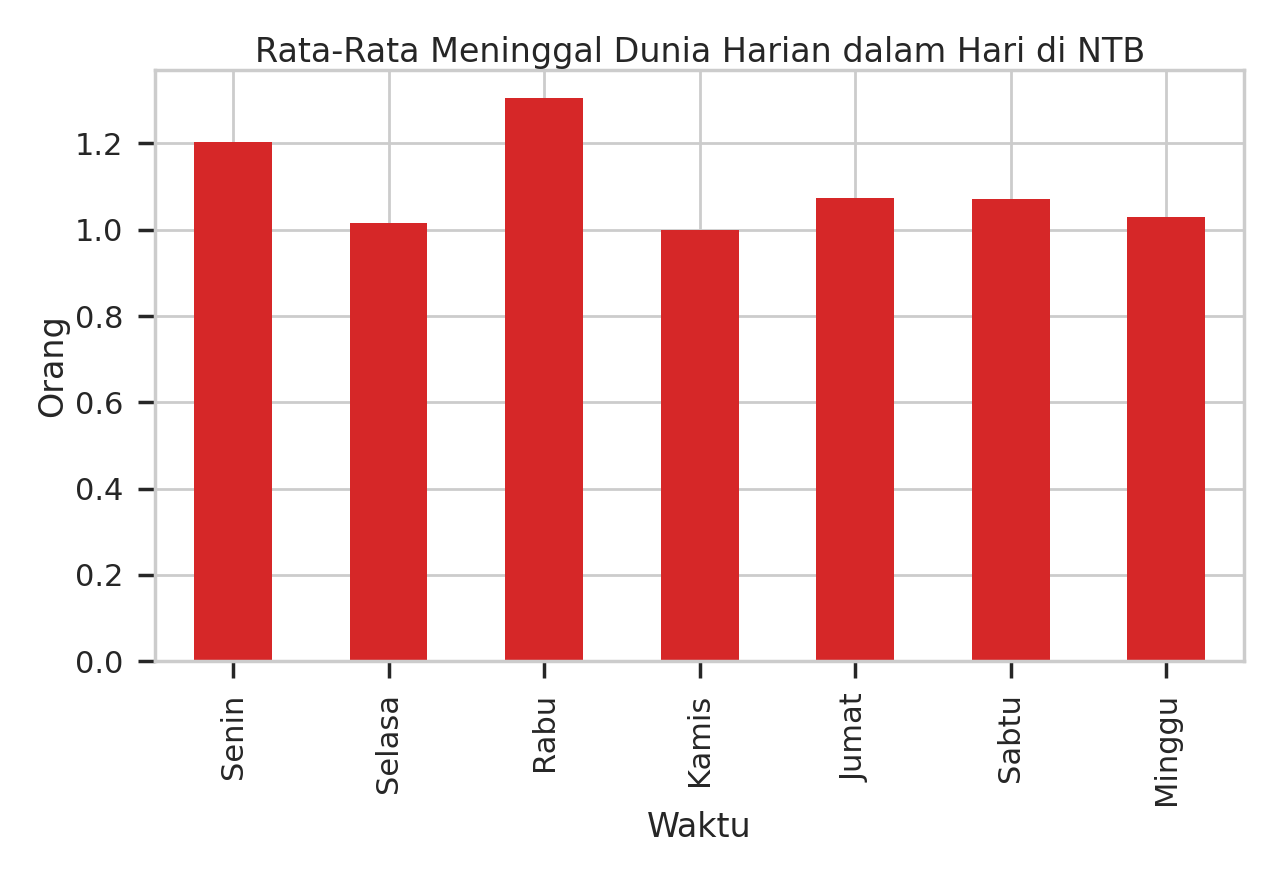 Rata-Rata Meninggal Dunia Harian dalam Hari di NTB
Orang
1.2
1.0
0.8
0.6
0.4
0.2
0.0
Senin
Selasa
Rabu
Kamis
Jumat
Sabtu
Minggu
Waktu